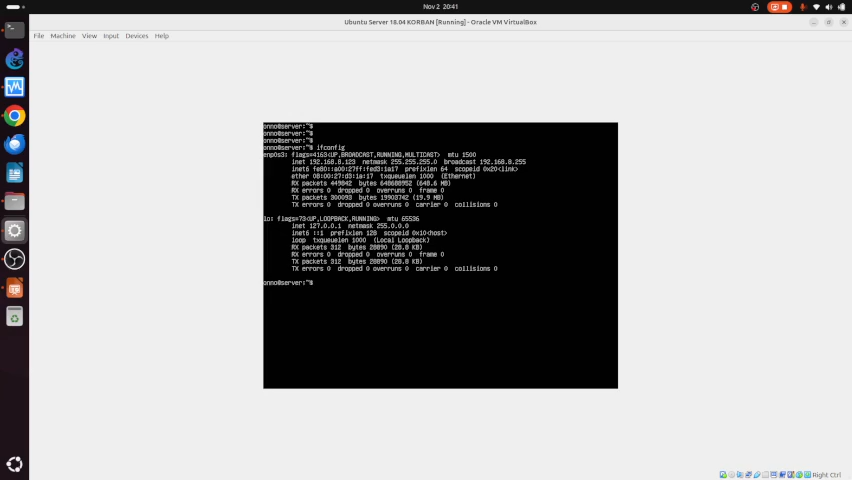 Nov 2 20:41
Ubuntu Server 18.04 KORBAN [Running] - Oracle VM VirtualBox
File Machine View Input Devices Help
onno@server:~$
onno@server:~$
onno@server:~$
onno@server:~$ ifconfig
enp0s3: flags=4163<UP,BROADCAST,RUNNING,MULTICAST> mtu 1500
inet 192.168.0.123 netmask 255.255.255.0 broadcast 192.168.0.255
inet6 fe80::a00:27ff:fed3:1a17 prefixlen 64 scopeid 0x20<link>
ether 08:00:27:d3:1a:17 txqueuelen 1000 (Ethernet)
RX packets 449842 bytes 648688952 (648.6 MB)
RX errors 0 dropped 0 overruns 0 frame 0
TX packets 300093 bytes 19903742 (19.9 MB)
TX errors 0 dropped 0 overruns 0 carrier 0 collisions 0
lo: flags=73<UP,LOOPBACK,RUNNING> mtu 65536
inet 127.0.0.1 netmask 255.0.0.0
inet6 ::1 prefixlen 128 scopeid 0x10<host>
loop txqueuelen 1000 (Local Loopback)
RX packets 312 bytes 28890 (28.8 KB)
RX errors 0 dropped 0 overruns 0 frame 0
TX packets 312 bytes 28890 (28.8 KB)
TX errors 0 dropped 0 overruns 0 carrier 0 collisions 0
onno@server:~$
Right Ctrl